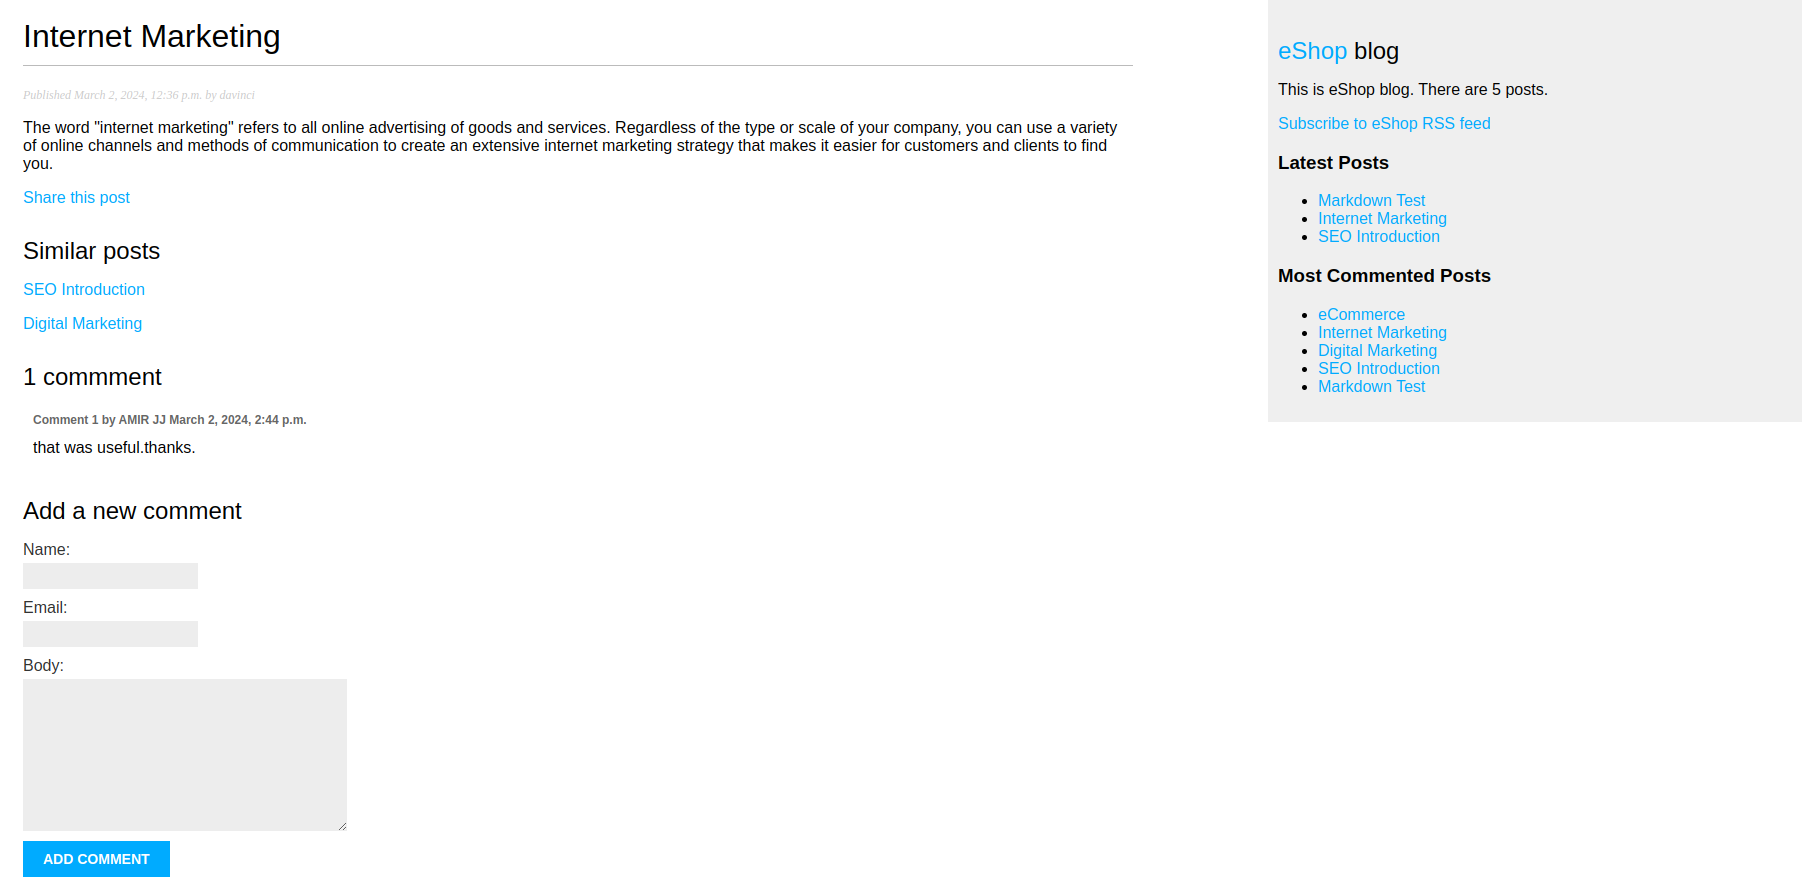 Internet Marketing
Published March 2, 2024, 12:36 p.m. by davinci
The word "internet marketing" refers to all online advertising of goods and services. Regardless of the type or scale of your company, you can use a variety
of online channels and methods of communication to create an extensive internet marketing strategy that makes it easier for customers and clients to find
you.
Share this post
Similar posts
SEO Introduction
Digital Marketing
1 commment
Comment 1 by AMIR JJ March 2, 2024, 2:44 p.m.
that was useful.thanks.
Add a new comment
Name:
Email:
Body:
ADD COMMENT
eShop blog
This is eShop blog. There are 5 posts.
Subscribe to eShop RSS feed
Latest Posts
Markdown Test
Internet Marketing
SEO Introduction
Most Commented Posts
eCommerce
Internet Marketing
Digital Marketing
SEO Introduction
Markdown Test